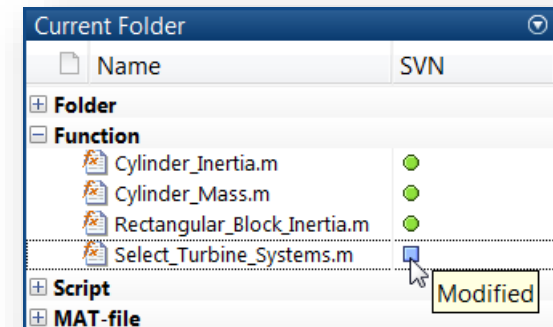 Current Folder
Name SVN
Folder
Function
Cylinder_Inertia.m
Cylinder_Mass.m
Rectangular_Block_Inertia.m
Select_Turbine_Systems.m
Modified
Script
MAT-file